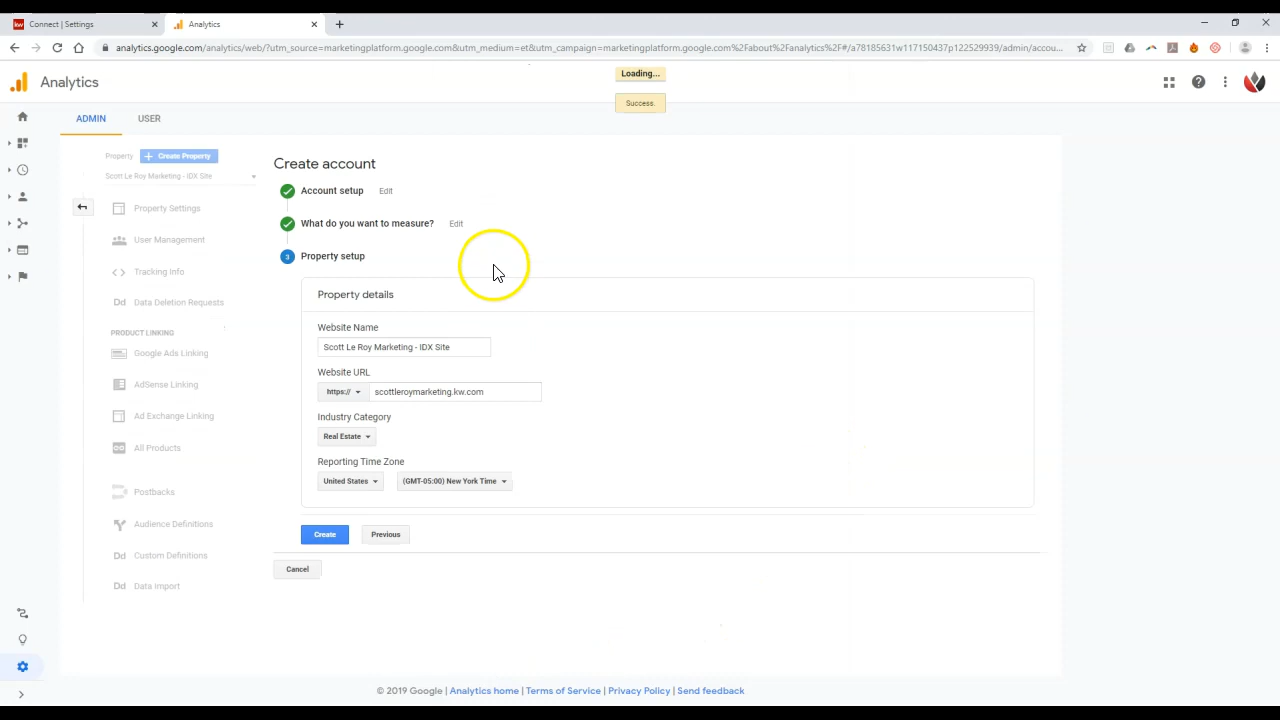 kw Connect | Settings
Analytics
analytics.google.com/analytics/web/?utm_source=marketingplatform.google.com&utm_medium=et&utm_campaign=marketingplatform.google.com%2Fabout%2Fanalytics%2F#/a78185631w117150437p122529939/admin/accou...
Analytics
Loading...
Success.
ADMIN
USER
Property
Create Property
Scott Le Roy Marketing - IDX Site
Property Settings
User Management
Tracking Info
Dd Data Deletion Requests
PRODUCT LINKING
Google Ads Linking
AdSense Linking
Ad Exchange Linking
All Products
Postbacks
Audience Definitions
Dd Custom Definitions
Dd Data Import
Create account
Account setup Edit
What do you want to measure? Edit
3 Property setup
Property details
Website Name
Scott Le Roy Marketing - IDX Site
Website URL
https:// scottleroymarketing.kw.com
Industry Category
Real Estate
Reporting Time Zone
United States (GMT-05:00) New York Time
Create Previous
Cancel
© 2019 Google | Analytics home | Terms of Service | Privacy Policy | Send feedback